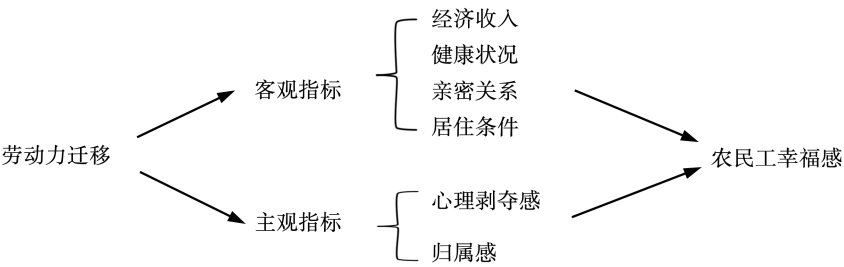 劳动力迁移
客观指标
经济收入
健康状况
亲密关系
居住条件
主观指标
心理剥夺感
归属感
农民工幸福感